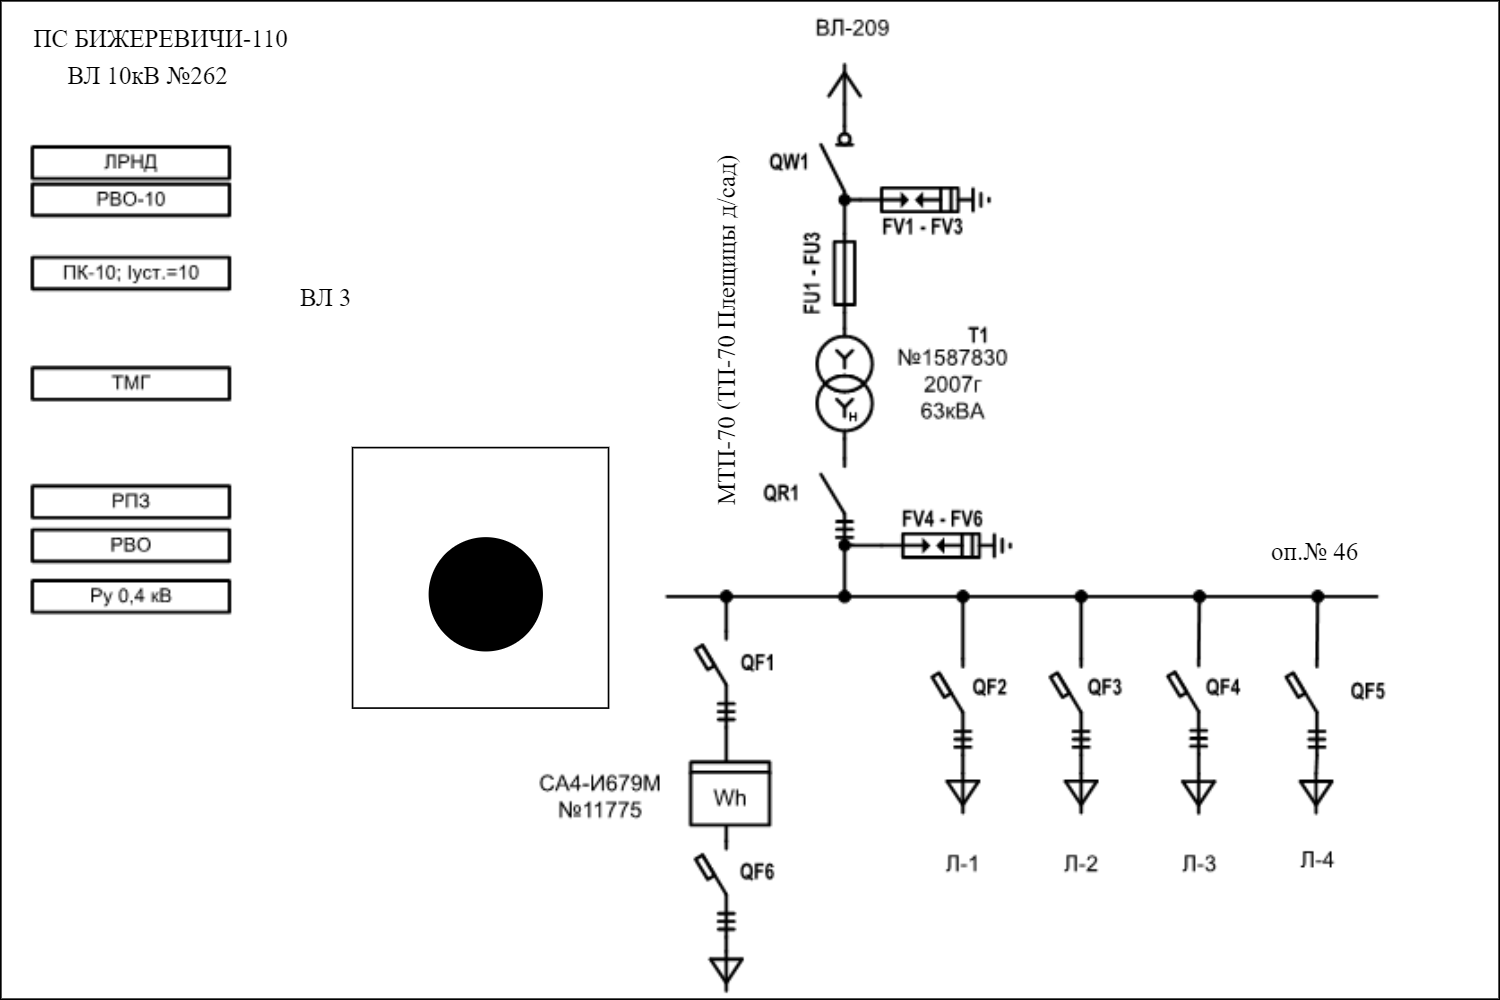 ПС БИЖЕРЕВИЧИ-110
ВЛ 10кВ №262
ВЛ-209
ЛРНД
РВО-10
ПК-10; Iуст.=10
ВЛ 3
ТМГ
РПЗ
РВО
Ру 0,4 кВ
МТП-70 (ТП-70 Плещицы д/сад)
QW1
FV1 - FV3
FU1 - FU3
Т1
№1587830
2007г
63кВА
Y
Yн
QR1
FV4 - FV6
оп.№ 46
QF1
QF2
QF3
QF4
QF5
СА4-И679М
№11775
Wh
QF6
Л-1
Л-2
Л-3
Л-4